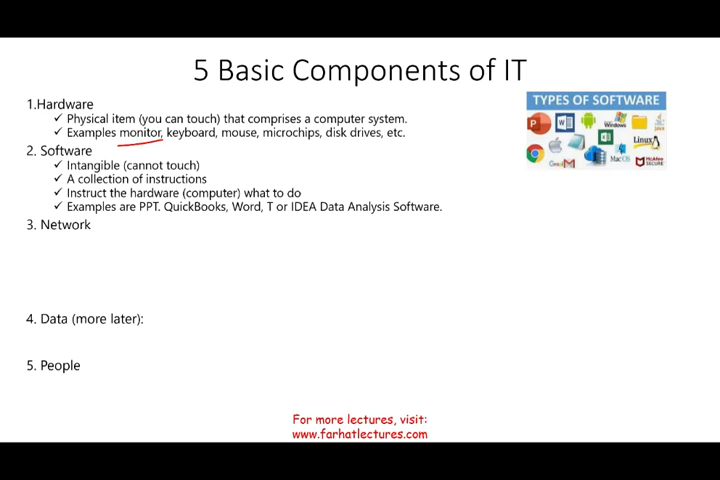 5 Basic Components of IT
1.Hardware
✓ Physical item (you can touch) that comprises a computer system.
✓ Examples monitor, keyboard, mouse, microchips, disk drives, etc.
2. Software
✓ Intangible (cannot touch)
✓ A collection of instructions
✓ Instruct the hardware (computer) what to do
✓ Examples are PPT. QuickBooks, Word, T or IDEA Data Analysis Software.
3. Network
4. Data (more later):
5. People
TYPES OF SOFTWARE
P
W
Windows
Linux
Mac OS
Gmail
McAfee
SECURE
For more lectures, visit:
www.farhatlectures.com